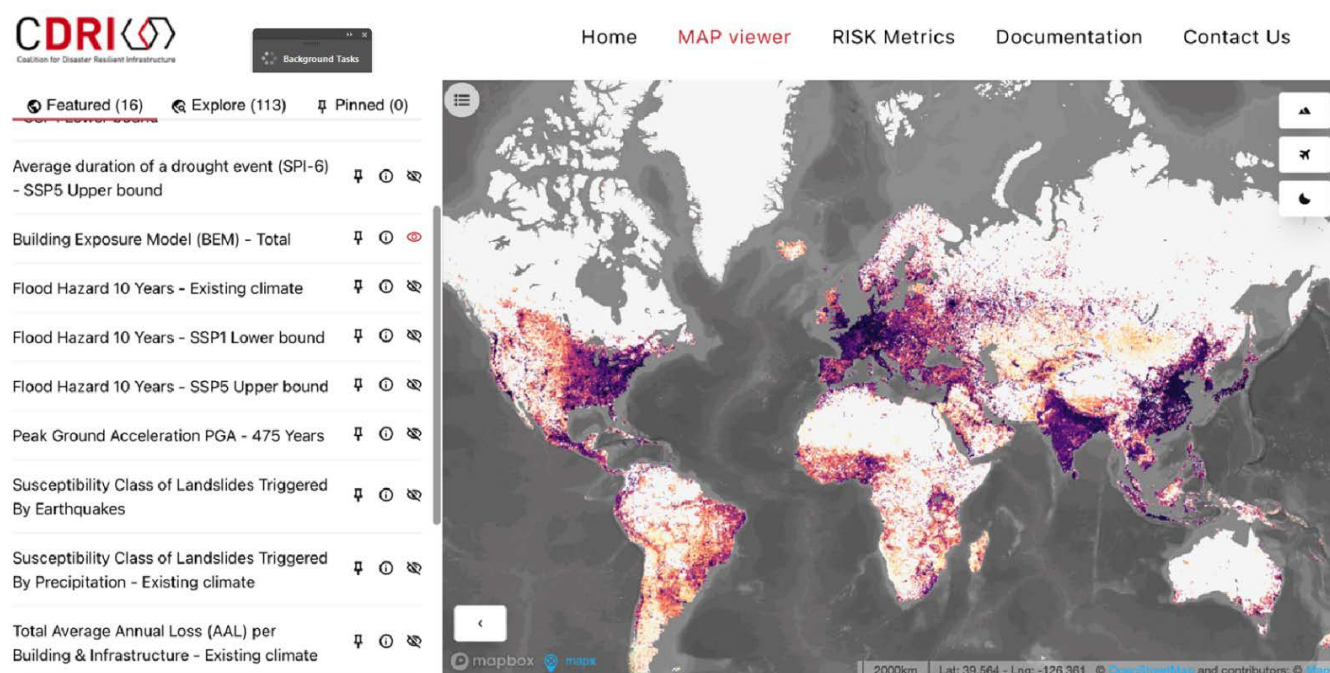 CDRI
Coalition for Disaster Resilient Infrastructure
Background Tasks
Home
MAP viewer
RISK Metrics
Documentation
Contact Us
Featured (16)
Explore (113)
Pinned (0)
Average duration of a drought event (SPI-6)
- SSP5 Upper bound
Building Exposure Model (BEM) - Total
Flood Hazard 10 Years - Existing climate
Flood Hazard 10 Years - SSP1 Lower bound
Flood Hazard 10 Years - SSP5 Upper bound
Peak Ground Acceleration PGA - 475 Years
Susceptibility Class of Landslides Triggered
By Earthquakes
Susceptibility Class of Landslides Triggered
By Precipitation - Existing climate
Total Average Annual Loss (AAL) per
Building & Infrastructure - Existing climate
mapbox
mapx
2000km
Lat: 39.564 - Lng: -126.361
© OpenStreetMap and contributors; © Map